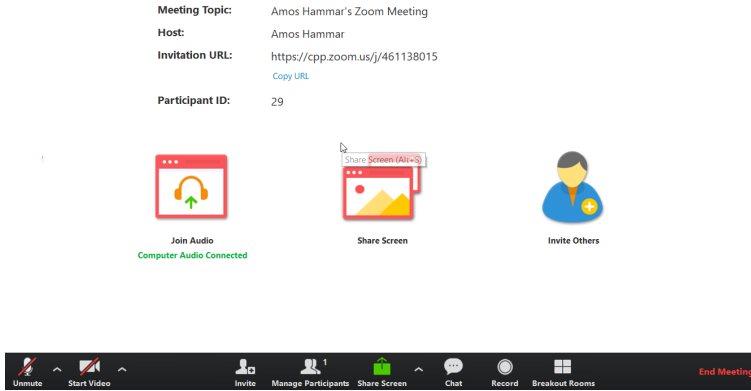 Meeting Topic: Amos Hammar's Zoom Meeting
Host: Amos Hammar
Invitation URL: https://cpp.zoom.us/j/461138015
Copy URL
Participant ID: 29
Share Screen (Alt+S)
Join Audio Share Screen Invite Others
Computer Audio Connected
1
Unmute Start Video Invite Manage Participants Share Screen Chat Record Breakout Rooms End Meeting